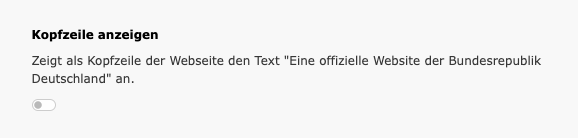 Kopfzeile anzeigen
Zeigt als Kopfzeile der Webseite den Text "Eine offizielle Website der Bundesrepublik
Deutschland" an.